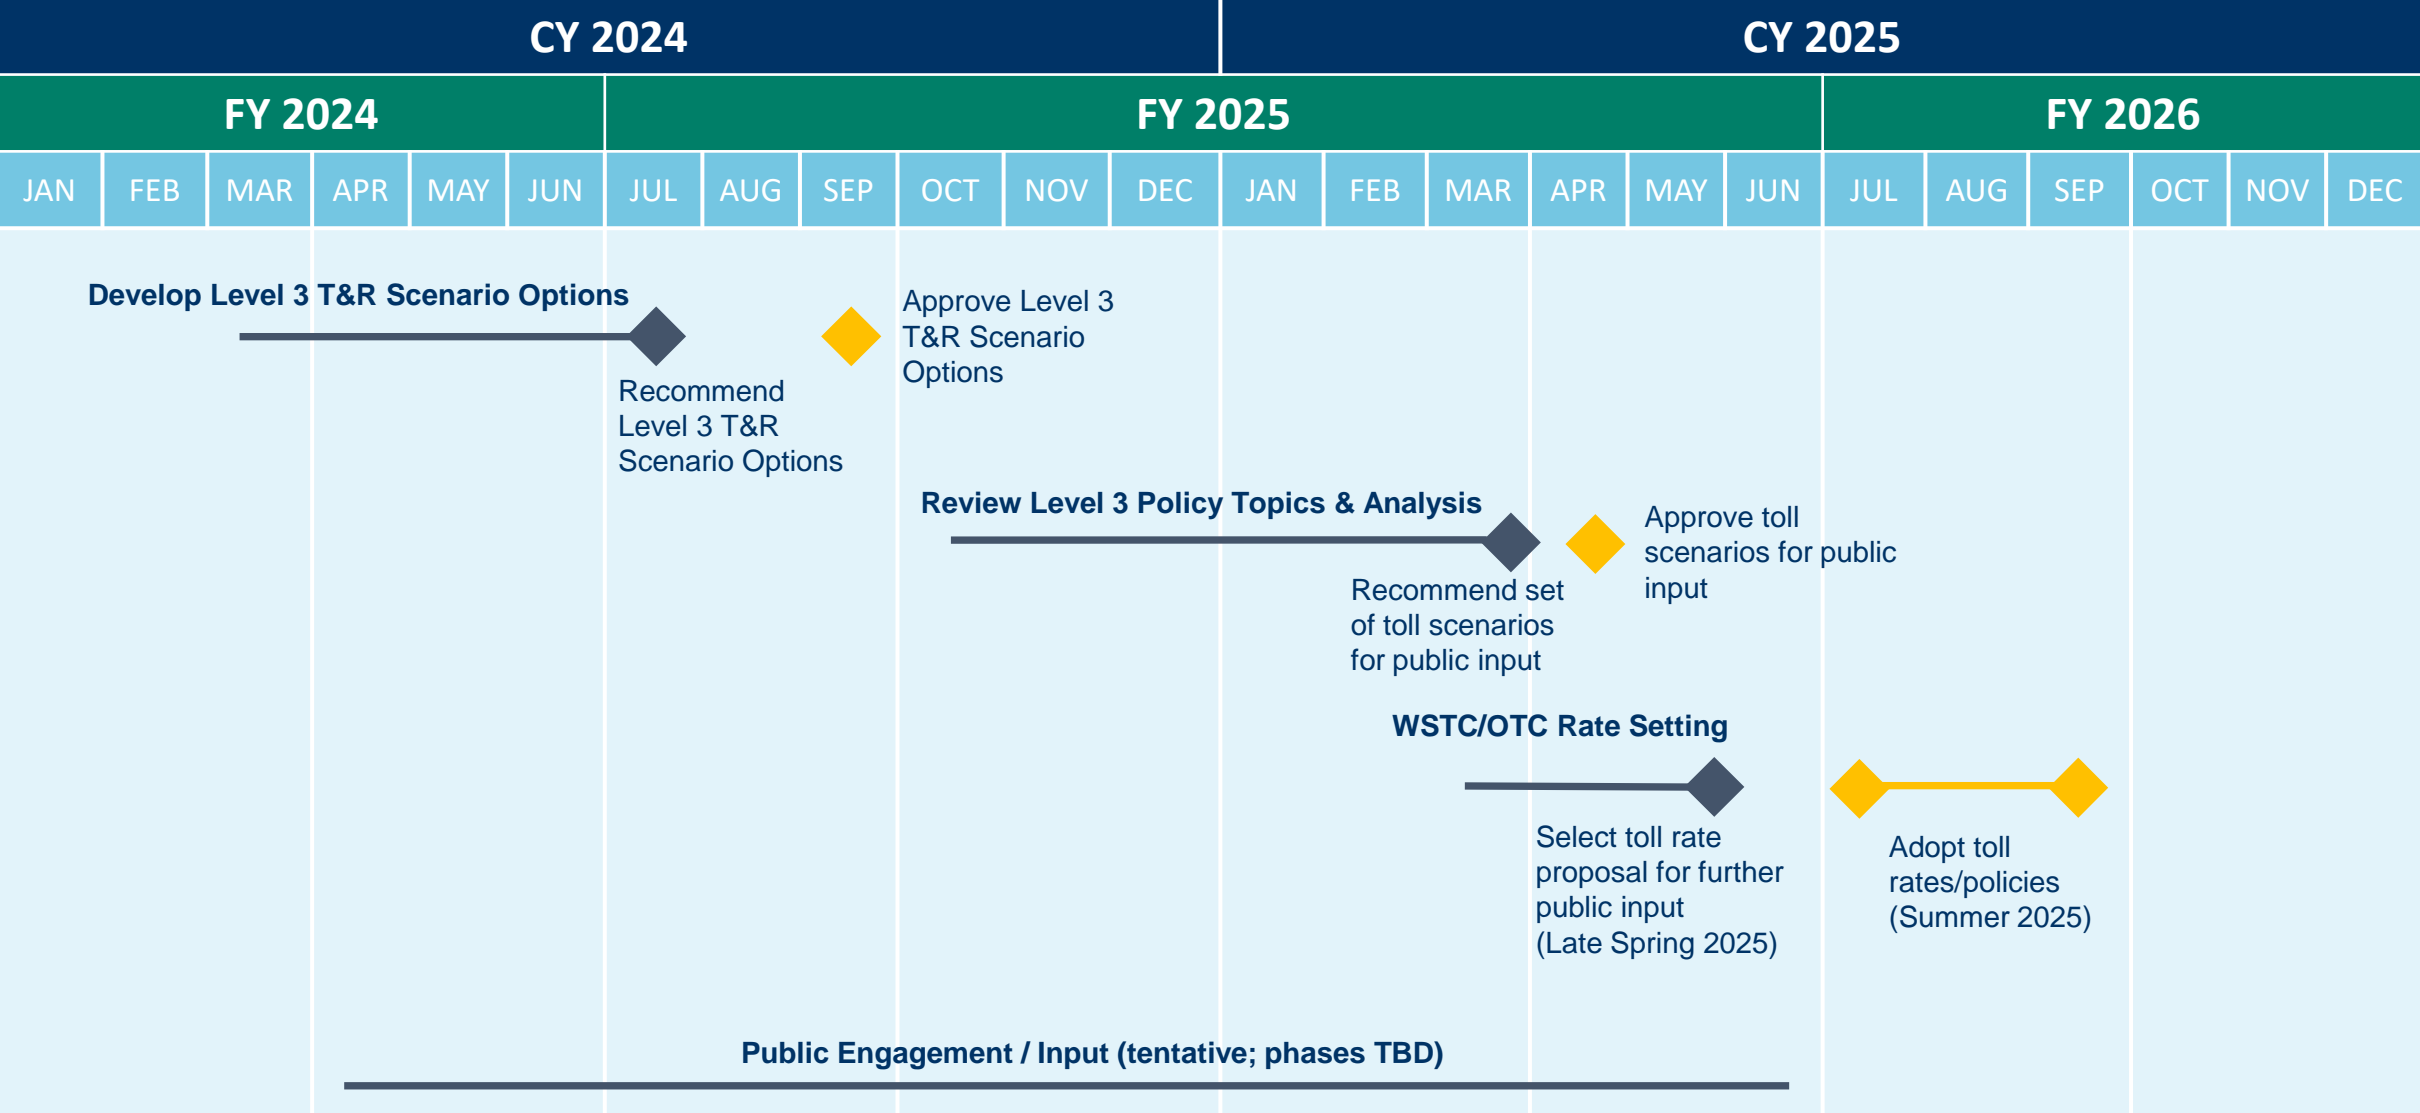 CY 2024
CY 2025
FY 2024
FY 2025
FY 2026
JAN
FEB
MAR
APR
MAY
JUN
JUL
AUG
SEP
OCT
NOV
DEC
JAN
FEB
MAR
APR
MAY
JUN
JUL
AUG
SEP
OCT
NOV
DEC
Develop Level 3 T&R Scenario Options
Recommend
Level 3 T&R
Scenario Options
Approve Level 3
T&R Scenario
Options
Review Level 3 Policy Topics & Analysis
Recommend set
of toll scenarios
for public input
Approve toll
scenarios for public
input
WSTC/OTC Rate Setting
Select toll rate
proposal for further
public input
(Late Spring 2025)
Adopt toll
rates/policies
(Summer 2025)
Public Engagement / Input (tentative; phases TBD)